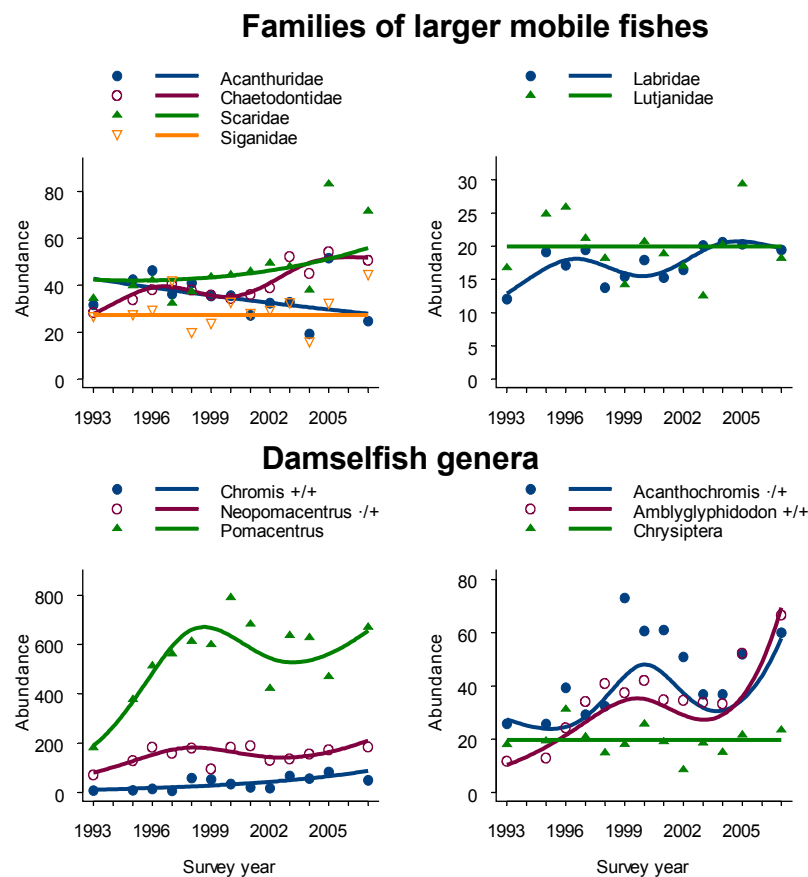 Families of larger mobile fishes
Acanthuridae
Chaetodontidae
Scaridae
Siganidae
Abundance
80
60
40
20
0
1993 1996 1999 2002 2005
Labridae
Lutjanidae
Abundance
30
25
20
15
10
5
0
1993 1996 1999 2002 2005
Damselfish genera
Chromis +/+
Neopomacentrus ·/+
Pomacentrus
Abundance
800
600
400
200
0
1993 1996 1999 2002 2005
Survey year
Acanthochromis ·/+
Amblyglyphidodon +/+
Chrysiptera
Abundance
80
60
40
20
0
1993 1996 1999 2002 2005
Survey year